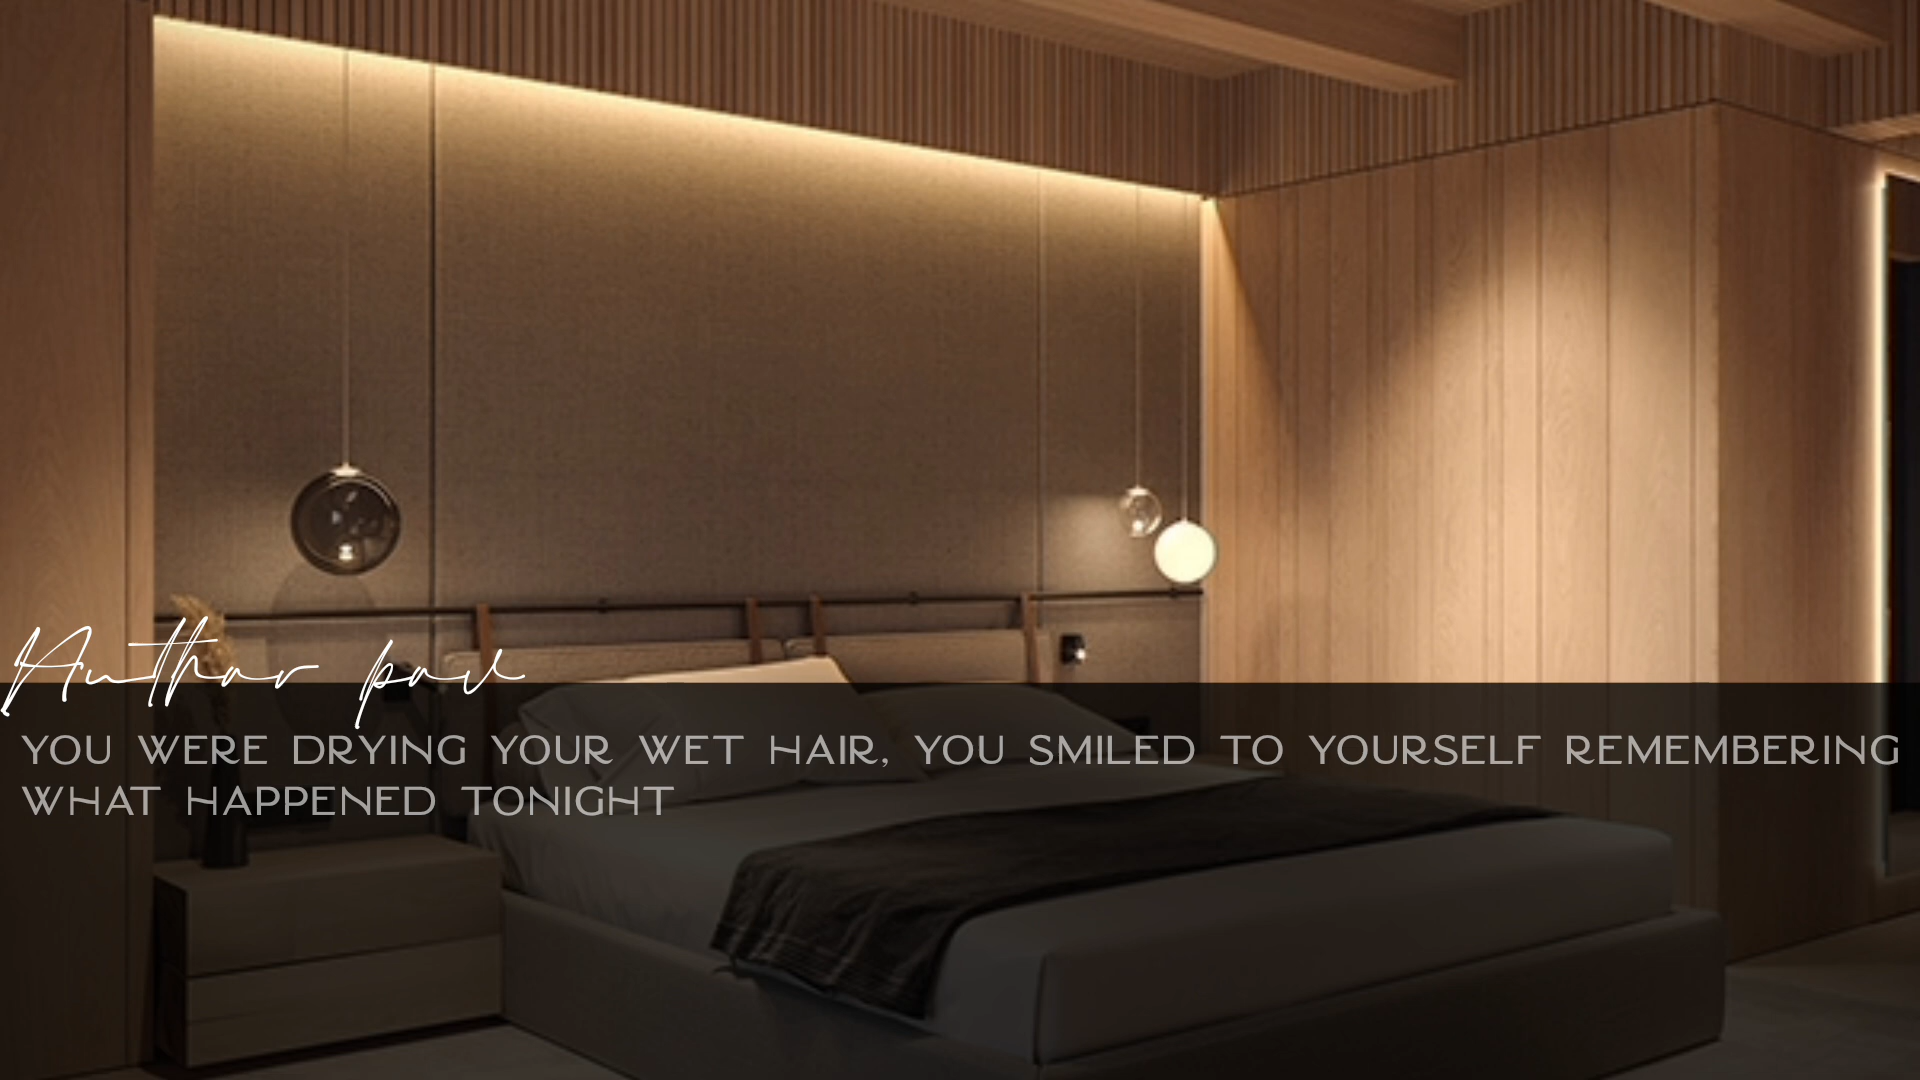 Author pov
YOU WERE DRYING YOUR WET HAIR, YOU SMILED TO YOURSELF REMEMBERING
WHAT HAPPENED TONIGHT